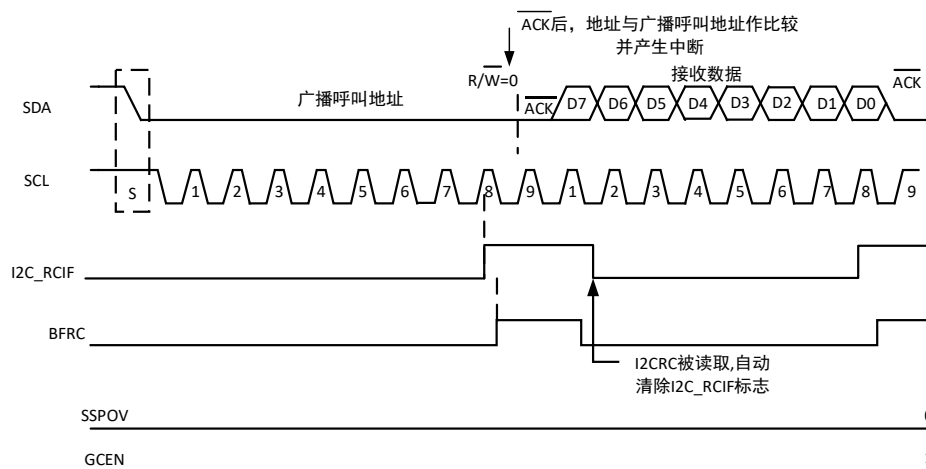 ACK后，地址与广播呼叫地址作比较
并产生中断
R/W=0
接收数据
ACK
广播呼叫地址
SDA
ACK
D7 D6 D5 D4 D3 D2 D1 D0
SCL
S
1 2 3 4 5 6 7 8 9 1 2 3 4 5 6 7 8 9
I2C_RCIF
BFRC
I2CRC被读取,自动
清除I2C_RCIF标志
SSPOV
GCEN